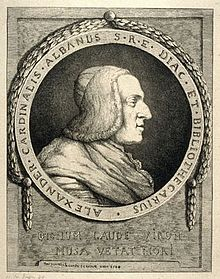 ALEXANDER · CARDINALIS · ALBANUS · S · R · E · DIAC · ET · BIBLIOTHECARIUS ·
DIGNUM LAUDE VIRUM
MUSA VETAT MORI